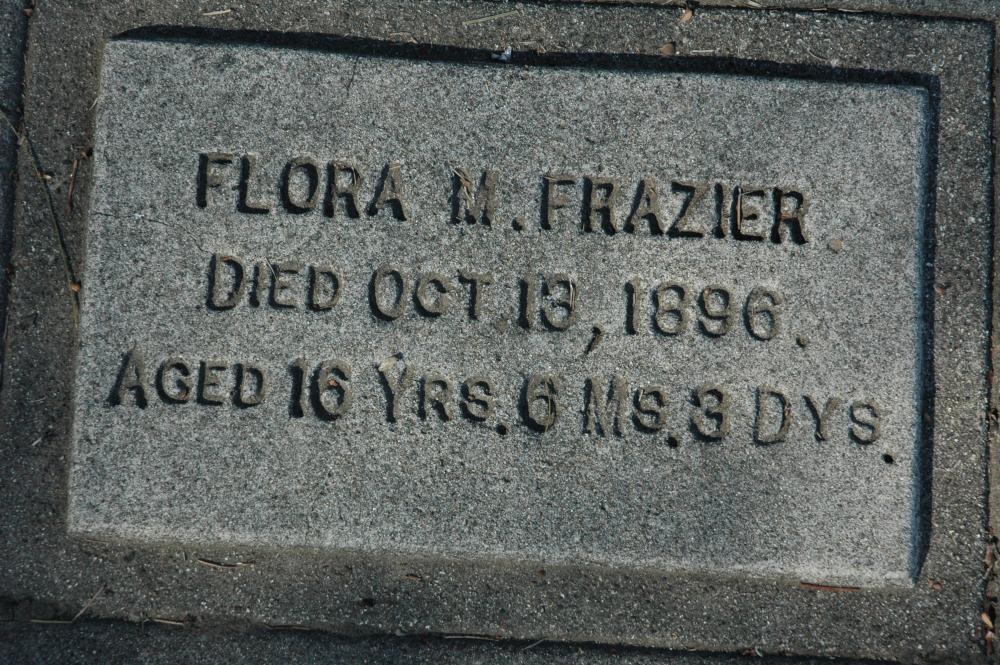 FLORA M. FRAZIER
DIED OCT. 13, 1896.
AGED 16 YRS. 6 MS. 3 DYS.